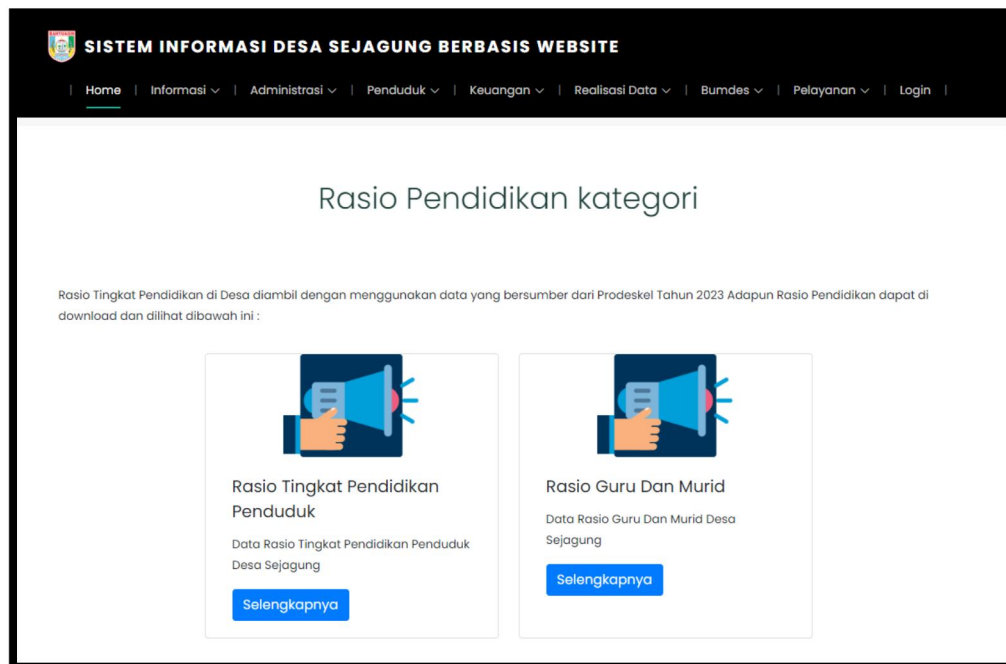 SISTEM INFORMASI DESA SEJAGUNG BERBASIS WEBSITE
| Home | Informasi | Administrasi | Penduduk | Keuangan | Realisasi Data | Bumdes | Pelayanan | Login |
Rasio Pendidikan kategori
Rasio Tingkat Pendidikan di Desa diambil dengan menggunakan data yang bersumber dari Prodeskel Tahun 2023 Adapun Rasio Pendidikan dapat di
download dan dilihat dibawah ini :
Rasio Tingkat Pendidikan
Penduduk
Data Rasio Tingkat Pendidikan Penduduk
Desa Sejagung
Selengkapnya
Rasio Guru Dan Murid
Data Rasio Guru Dan Murid Desa
Sejagung
Selengkapnya